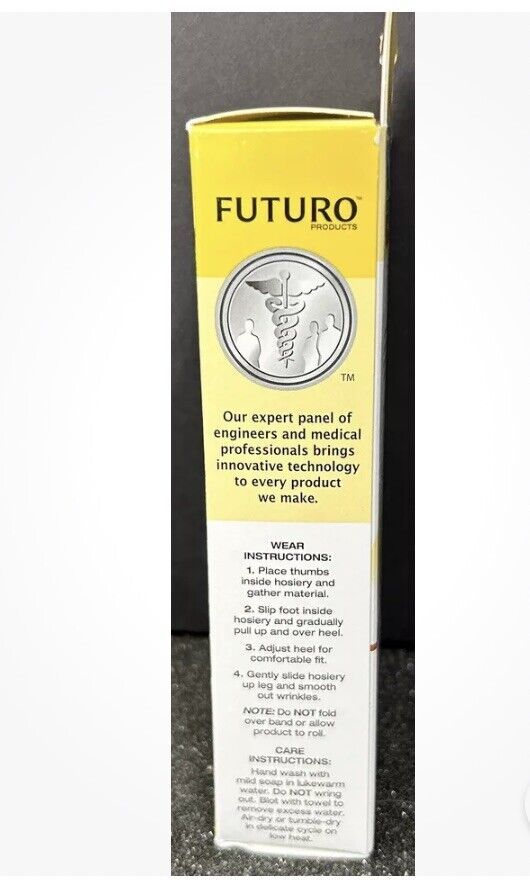 FUTURO™
PRODUCTS
TM
Our expert panel of
engineers and medical
professionals brings
innovative technology
to every product
we make.
WEAR
INSTRUCTIONS:
1. Place thumbs
inside hosiery and
gather material.
2. Slip foot inside
hosiery and gradually
pull up and over heel.
3. Adjust heel for
comfortable fit.
4. Gently slide hosiery
up leg and smooth
out wrinkles.
NOTE: Do NOT fold
over band or allow
product to roll.
CARE
INSTRUCTIONS:
Hand wash with
mild soap in lukewarm
water. Do NOT wring
out. Blot with towel to
remove excess water.
Air-dry or tumble-dry
in delicate cycle on
low heat.